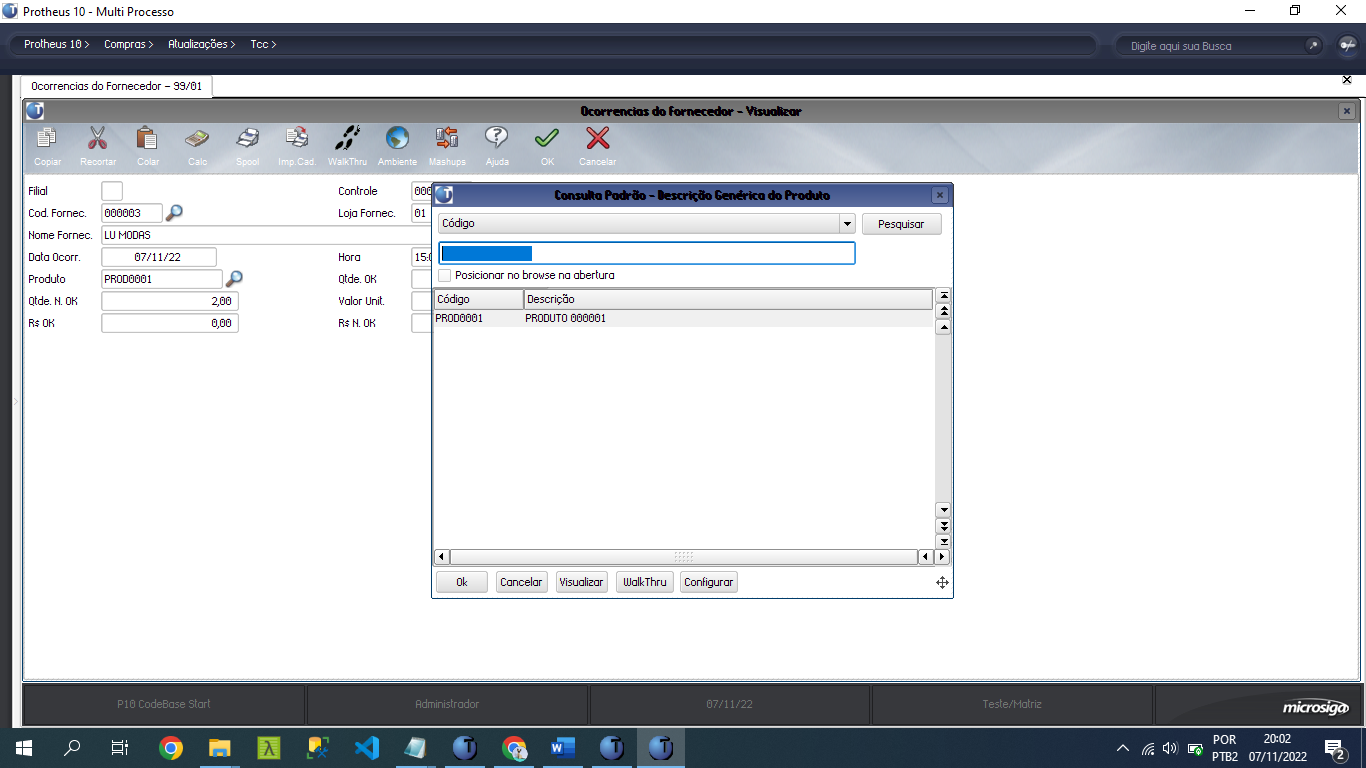 Protheus 10 - Multi Processo
Protheus 10 > Compras > Atualizações > Tcc >
Digite aqui sua Busca
Ocorrencias do Fornecedor – 99/01
Ocorrencias do Fornecedor – Visualizar
Copiar Recortar Colar Calc Spool Imp.Cad. WalkThru Ambiente Mashups Ajuda OK Cancelar
Filial Controle 000
Cod. Fornec. 000003 Loja Fornec. 01
Nome Fornec. LU MODAS
Data Ocorr. 07/11/22 Hora 15:
Produto PROD0001 Qtde. OK
Qtde. N. OK 2,00 Valor Unit.
R$ OK 0,00 R$ N. OK
Consulta Padrão – Descrição Genérica do Produto
Código Pesquisar
Posicionar no browse na abertura
Código Descrição
PROD0001 PRODUTO 000001
Ok Cancelar Visualizar WalkThru Configurar
P10 CodeBase Start Administrador 07/11/22 Teste/Matriz microsiga
POR 20:02
PTB2 07/11/2022 2